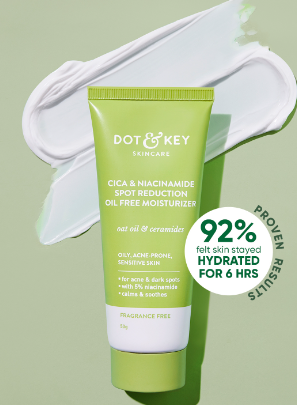 DOT & KEY
SKINCARE
CICA & NIACINAMIDE
SPOT REDUCTION
OIL FREE MOISTURIZER
oat oil & ceramides
OILY, ACNE PRONE,
SENSITIVE SKIN
• for acne & dark spots
• with 5% niacinamide
• calms & soothes
FRAGRANCE FREE
92%
felt skin stayed
HYDRATED
FOR 6 HRS
PROVEN RESULTS